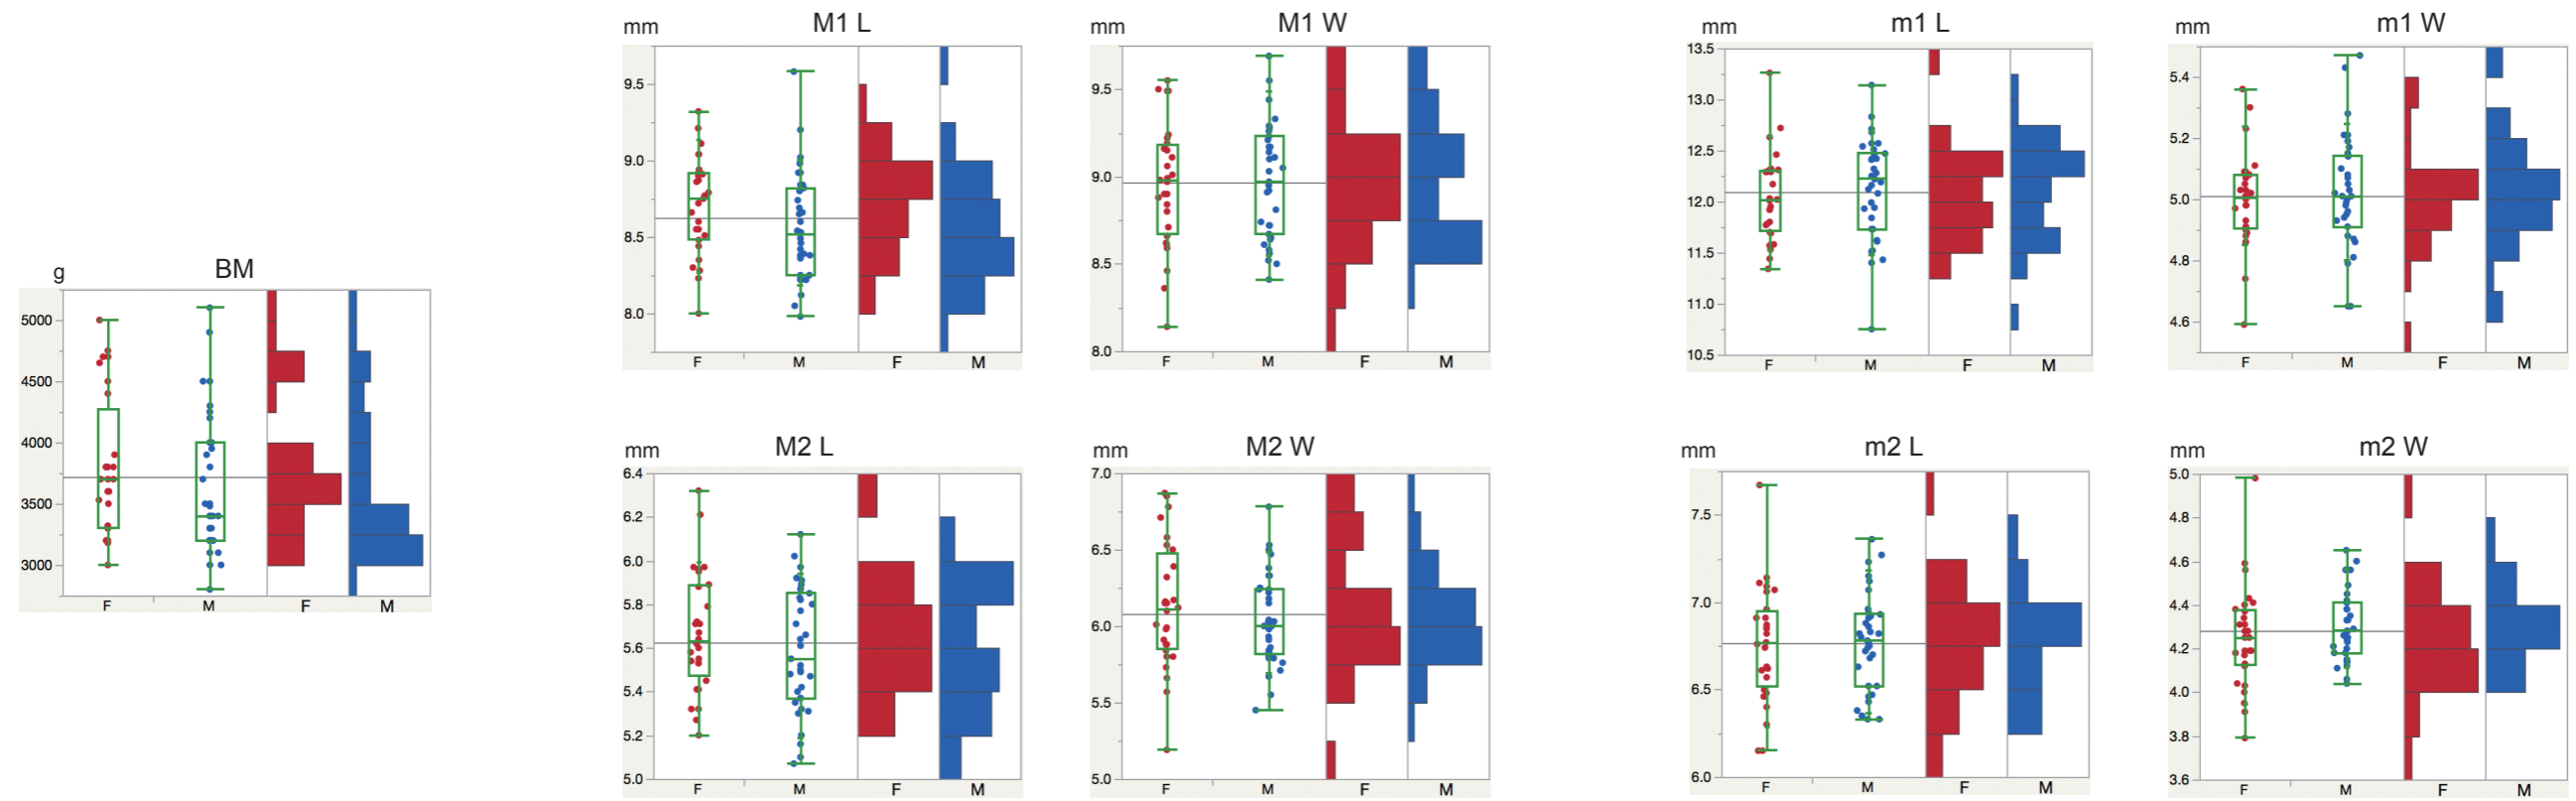 g BM
5000
4500
4000
3500
3000
F M F M
mm M1 L
9.5
9.0
8.5
8.0
F M F M
mm M1 W
9.5
9.0
8.5
8.0
F M F M
mm m1 L
13.5
13.0
12.5
12.0
11.5
11.0
10.5
F M F M
mm m1 W
5.4
5.2
5.0
4.8
4.6
F M F M
mm M2 L
6.4
6.2
6.0
5.8
5.6
5.4
5.2
5.0
F M F M
mm M2 W
7.0
6.5
6.0
5.5
5.0
F M F M
mm m2 L
7.5
7.0
6.5
6.0
F M F M
mm m2 W
5.0
4.8
4.6
4.4
4.2
4.0
3.8
3.6
F M F M